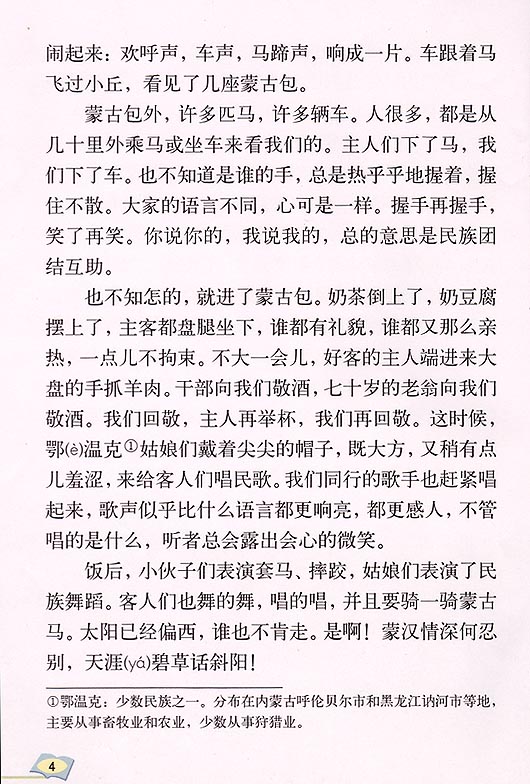 闹起来：欢呼声，车声，马蹄声，响成一片。车跟着马
飞过小丘，看见了几座蒙古包。
蒙古包外，许多匹马，许多辆车。人很多，都是从
几十里外乘马或坐车来看我们的。主人们下了马，我
们下了车。也不知道是谁的手，总是热乎乎地握着，握
住不散。大家的语言不同，心可是一样。握手再握手，
笑了再笑。你说你的，我说我的，总的意思是民族团
结互助。
也不知怎的，就进了蒙古包。奶茶倒上了，奶豆腐
摆上了，主客都盘腿坐下，谁都有礼貌，谁都又那么亲
热，一点儿不拘束。不大一会儿，好客的主人端进来大
盘的手抓羊肉。干部向我们敬酒，七十岁的老翁向我们
敬酒。我们回敬，主人再举杯，我们再回敬。这时候，
鄂(è)温克①姑娘们戴着尖尖的帽子，既大方，又稍有点
儿羞涩，来给客人们唱民歌。我们同行的歌手也赶紧唱
起来，歌声似乎比什么语言都更响亮，都更感人，不管
唱的是什么，听者总会露出会心的微笑。
饭后，小伙子们表演套马、摔跤，姑娘们表演了民
族舞蹈。客人们也舞的舞，唱的唱，并且要骑一骑蒙古
马。太阳已经偏西，谁也不肯走。是啊！蒙汉情深何忍
别，天涯(yá)碧草话斜阳！
①鄂温克：少数民族之一。分布在内蒙古呼伦贝尔市和黑龙江讷河市等地，
主要从事畜牧业和农业，少数从事狩猎业。
4